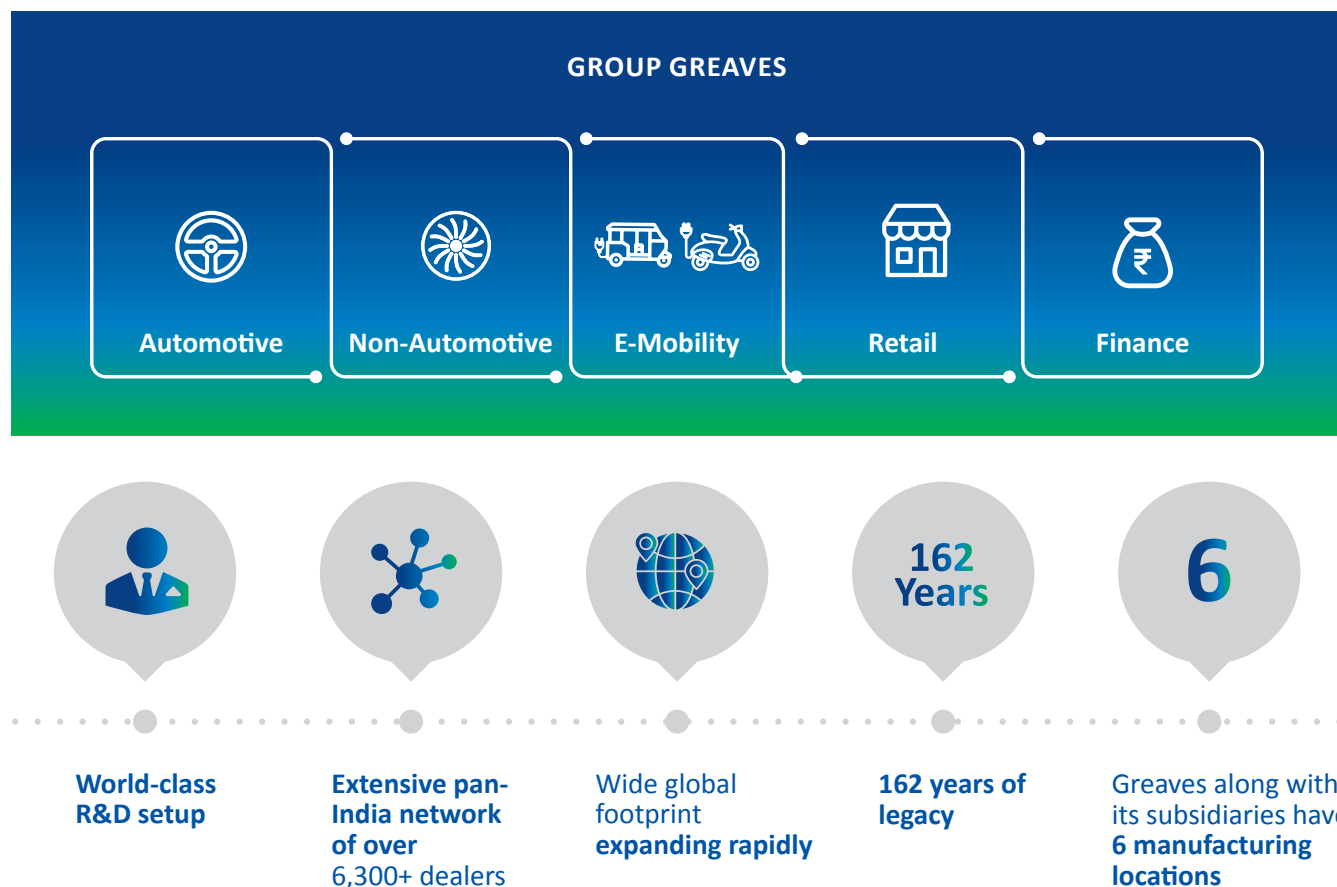 GROUP GREAVES
Automotive
Non-Automotive
E-Mobility
Retail
₹
Finance
162
Years
6
World-class
R&D setup
Extensive pan-
India network
of over
6,300+ dealers
Wide global
footprint
expanding rapidly
162 years of
legacy
Greaves along with
its subsidiaries have
6 manufacturing
locations